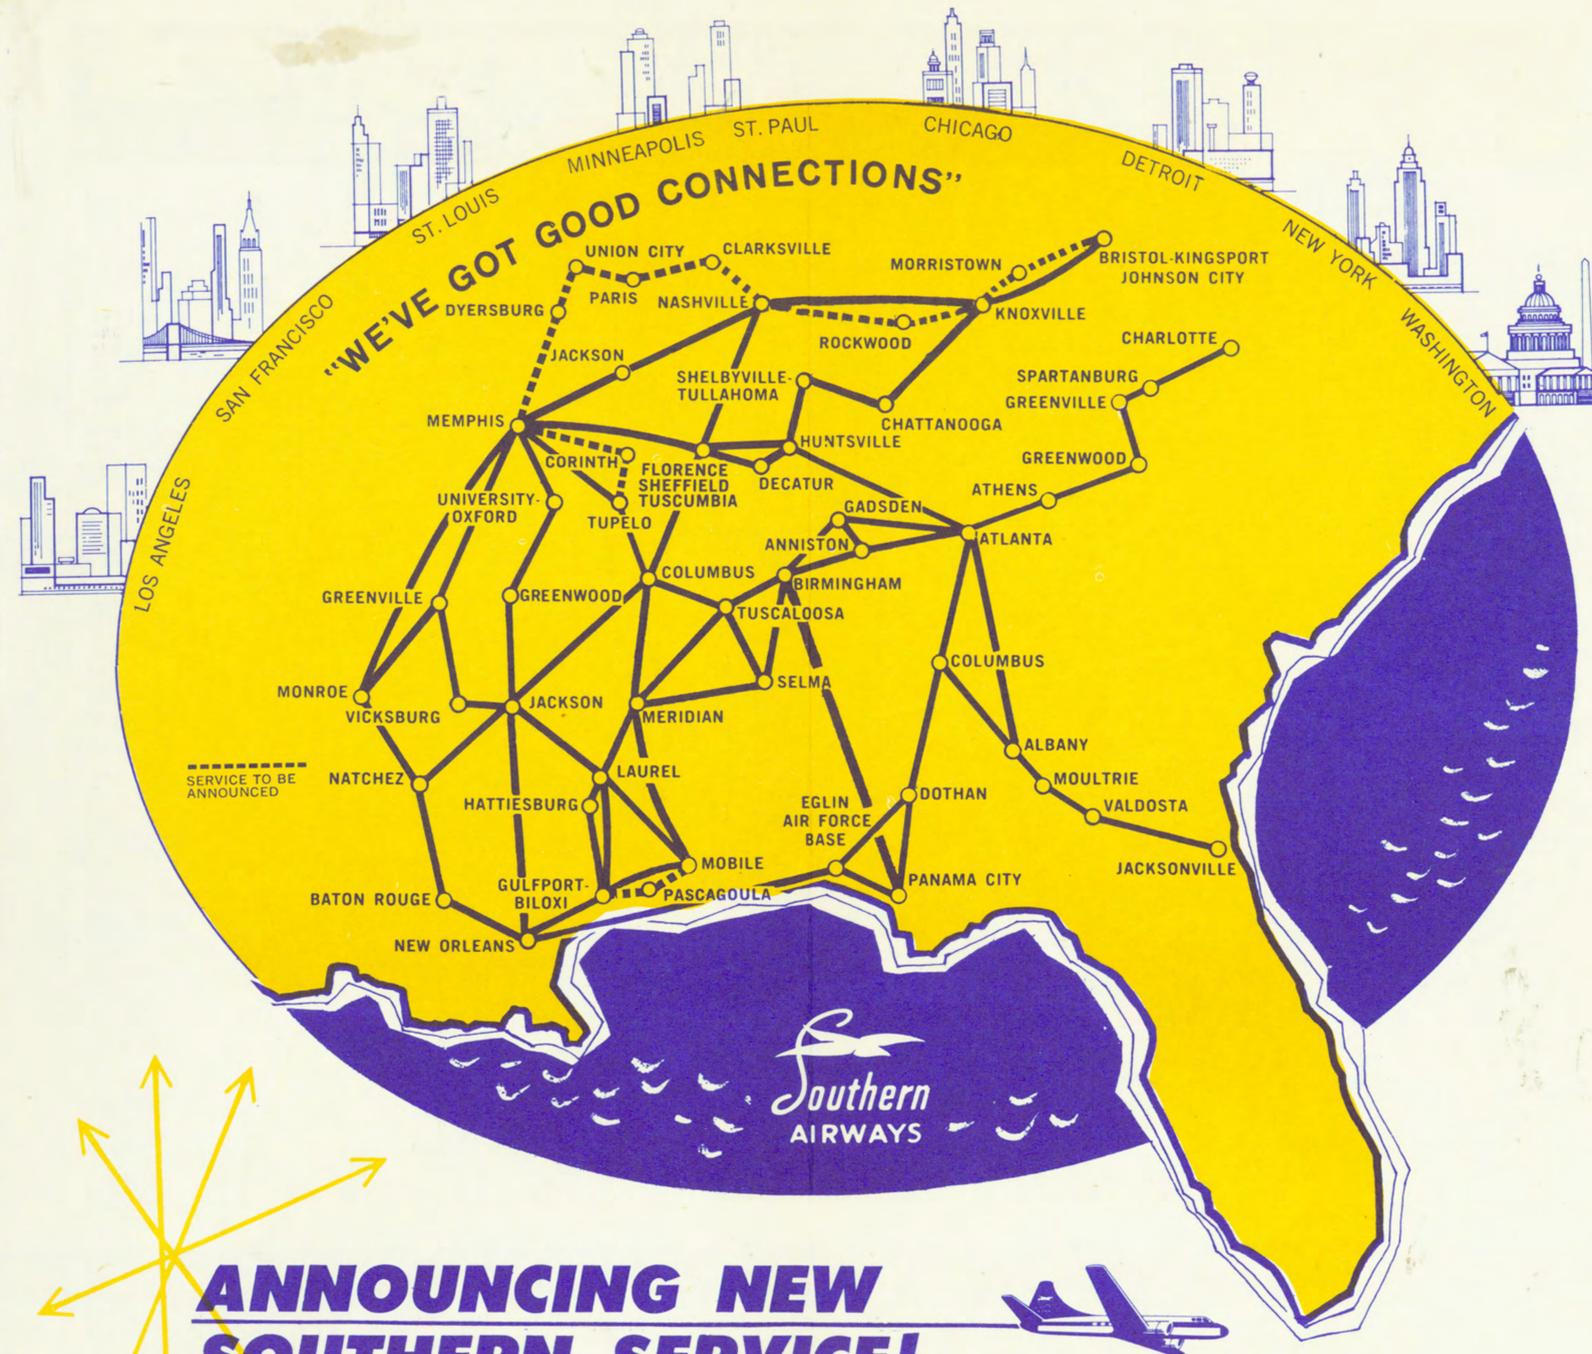 MINNEAPOLIS
ST. PAUL
CHICAGO
DETROIT
ST. LOUIS
NEW YORK
SAN FRANCISCO
WASHINGTON
LOS ANGELES
"WE'VE GOT GOOD CONNECTIONS"
UNION CITY
CLARKSVILLE
MORRISTOWN
BRISTOL-KINGSPORT
JOHNSON CITY
PARIS
DYERSBURG
NASHVILLE
KNOXVILLE
ROCKWOOD
CHARLOTTE
JACKSON
SHELBYVILLE-
TULLAHOMA
SPARTANBURG
GREENVILLE
MEMPHIS
CHATTANOOGA
HUNTSVILLE
CORINTH
FLORENCE
SHEFFIELD
TUSCUMBIA
DECATUR
GREENWOOD
UNIVERSITY-
OXFORD
TUPELO
ATHENS
GADSDEN
ANNISTON
ATLANTA
COLUMBUS
BIRMINGHAM
GREENVILLE
GREENWOOD
TUSCALOOSA
COLUMBUS
SELMA
MONROE
VICKSBURG
JACKSON
MERIDIAN
ALBANY
SERVICE TO BE
ANNOUNCED
NATCHEZ
LAUREL
MOULTRIE
HATTIESBURG
EGLIN
AIR FORCE
BASE
DOTHAN
VALDOSTA
MOBILE
JACKSONVILLE
BATON ROUGE
GULFPORT-
BILOXI
PASCAGOULA
PANAMA CITY
NEW ORLEANS
Southern
AIRWAYS
ANNOUNCING NEW
SOUTHERN SERVICE!